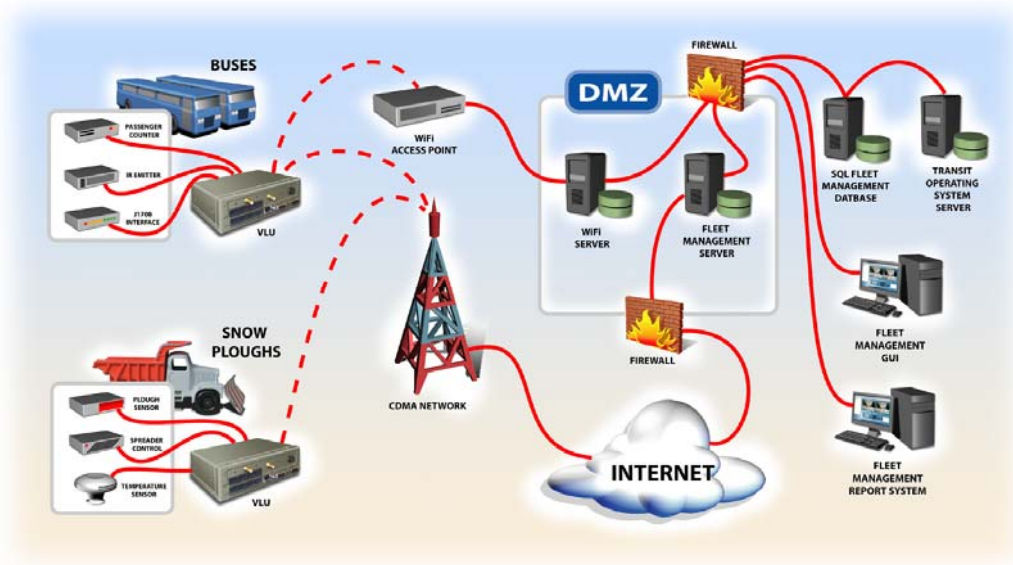 BUSES
PASSENGER
COUNTER
IR EMITTER
J1708
INTERFACE
VLU
WiFi
ACCESS POINT
FIREWALL
DMZ
WiFi
SERVER
FLEET
MANAGEMENT
SERVER
SQL FLEET
MANAGEMENT
DATBASE
TRANSIT
OPERATING
SYSTEM
SERVER
SNOW
PLOUGHS
PLOUGH
SENSOR
SPREADER
CONTROL
TEMPERATURE
SENSOR
VLU
CDMA NETWORK
FIREWALL
INTERNET
FLEET
MANAGEMENT
GUI
FLEET
MANAGEMENT
REPORT SYSTEM